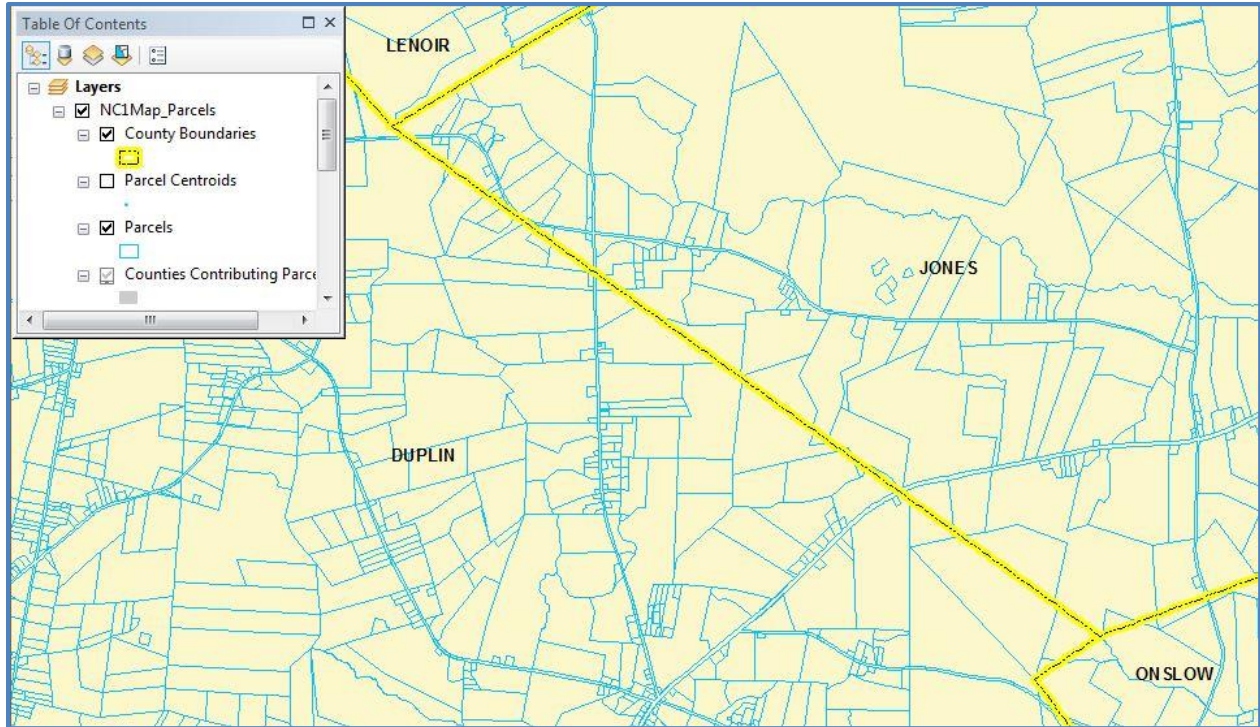 Table Of Contents
Layers
NC1Map_Parcels
County Boundaries
Parcel Centroids
Parcels
Counties Contributing Parce
LENOIR
JONES
DUPLIN
ONSLOW